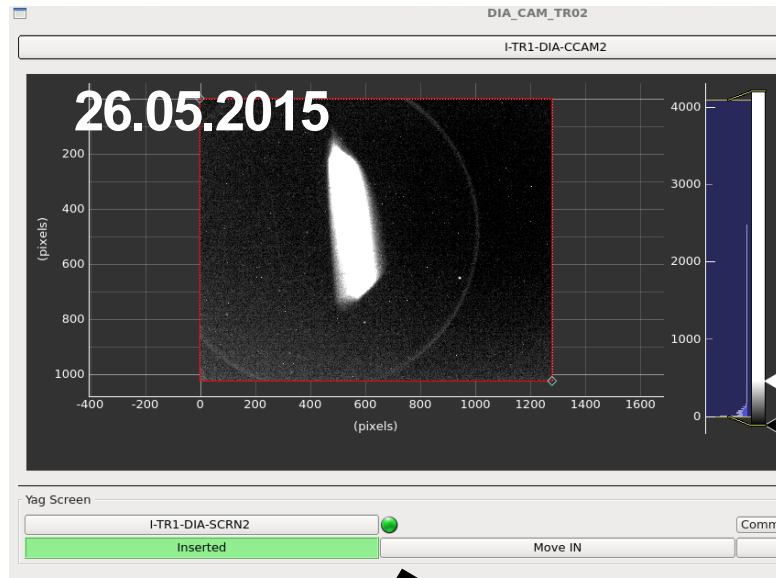 DIA_CAM_TR02
I-TR1-DIA-CCAM2
26.05.2015
4000
3000
2000
1000
0
(pixels)
200
400
600
800
1000
-400 -200 0 200 400 600 800 1000 1200 1400 1600
(pixels)
Yag Screen
I-TR1-DIA-SCRN2
Comm
Inserted Move IN